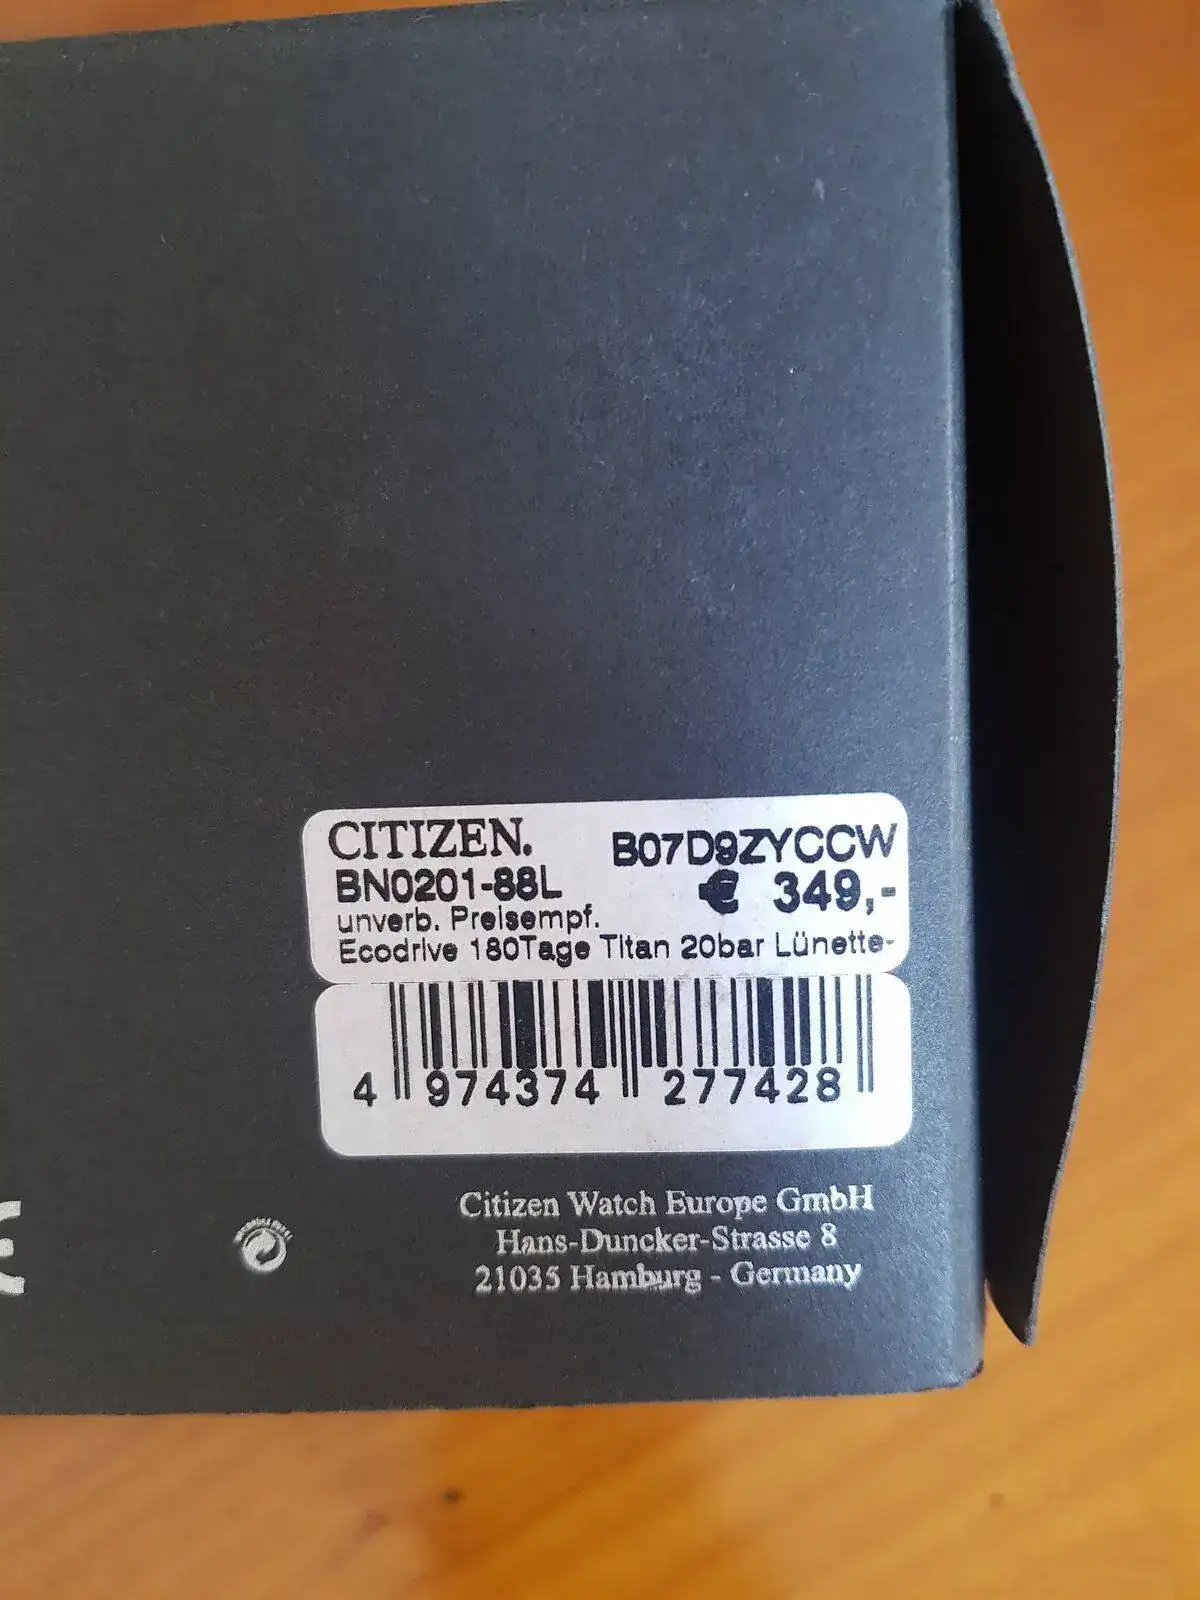 CITIZEN.
B07D9ZYCCW
BN0201-88L
€ 349,-
unverb. Preisempf.
Ecodrive 180Tage Titan 20bar Lünette-
4 974374 277428
Citizen Watch Europe GmbH
Hans-Duncker-Strasse 8
21035 Hamburg - Germany